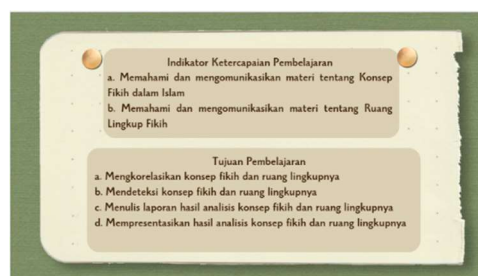 Indikator Ketercapaian Pembelajaran
a. Memahami dan mengomunikasikan materi tentang Konsep
Fikih dalam Islam
b. Memahami dan mengomunikasikan materi tentang Ruang
Lingkup Fikih
Tujuan Pembelajaran
a. Mengkorelasikan konsep fikih dan ruang lingkupnya
b. Mendeteksi konsep fikih dan ruang lingkupnya
c. Menulis laporan hasil analisis konsep fikih dan ruang lingkupnya
d. Mempresentasikan hasil analisis konsep fikih dan ruang lingkupnya